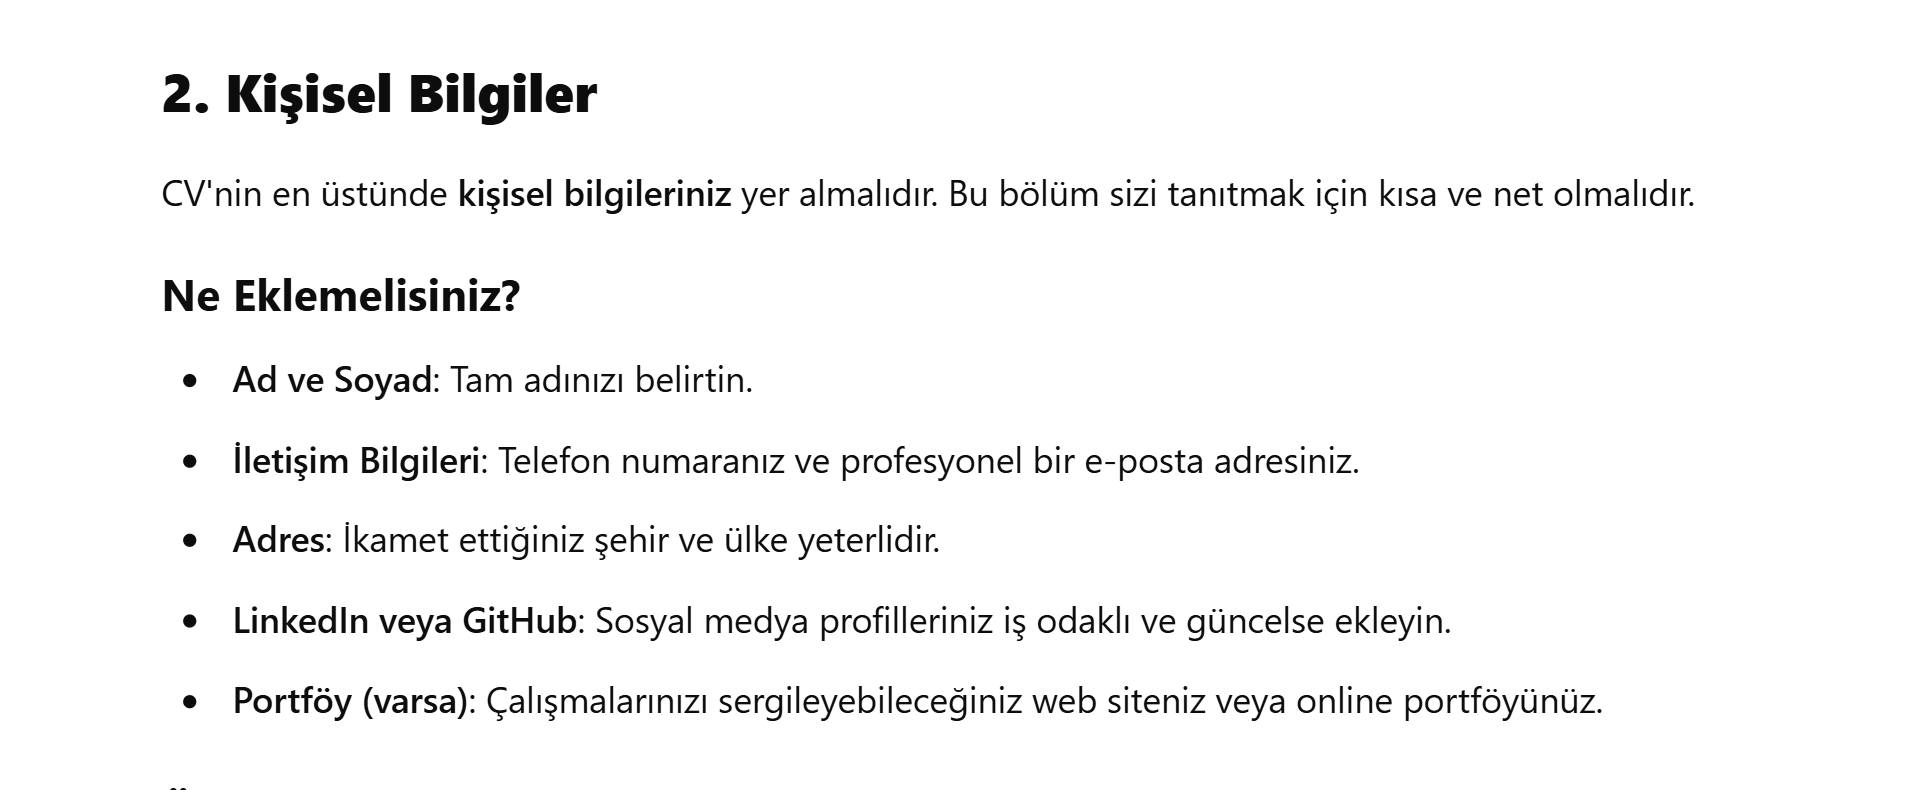 2. Kişisel Bilgiler
CV'nin en üstünde kişisel bilgileriniz yer almalıdır. Bu bölüm sizi tanıtmak için kısa ve net olmalıdır.
Ne Eklemelisiniz?
• Ad ve Soyad: Tam adınızı belirtin.
• İletişim Bilgileri: Telefon numaranız ve profesyonel bir e-posta adresiniz.
• Adres: İkamet ettiğiniz şehir ve ülke yeterlidir.
• LinkedIn veya GitHub: Sosyal medya profilleriniz iş odaklı ve güncelse ekleyin.
• Portföy (varsa): Çalışmalarınızı sergileyebileceğiniz web siteniz veya online portföyünüz.